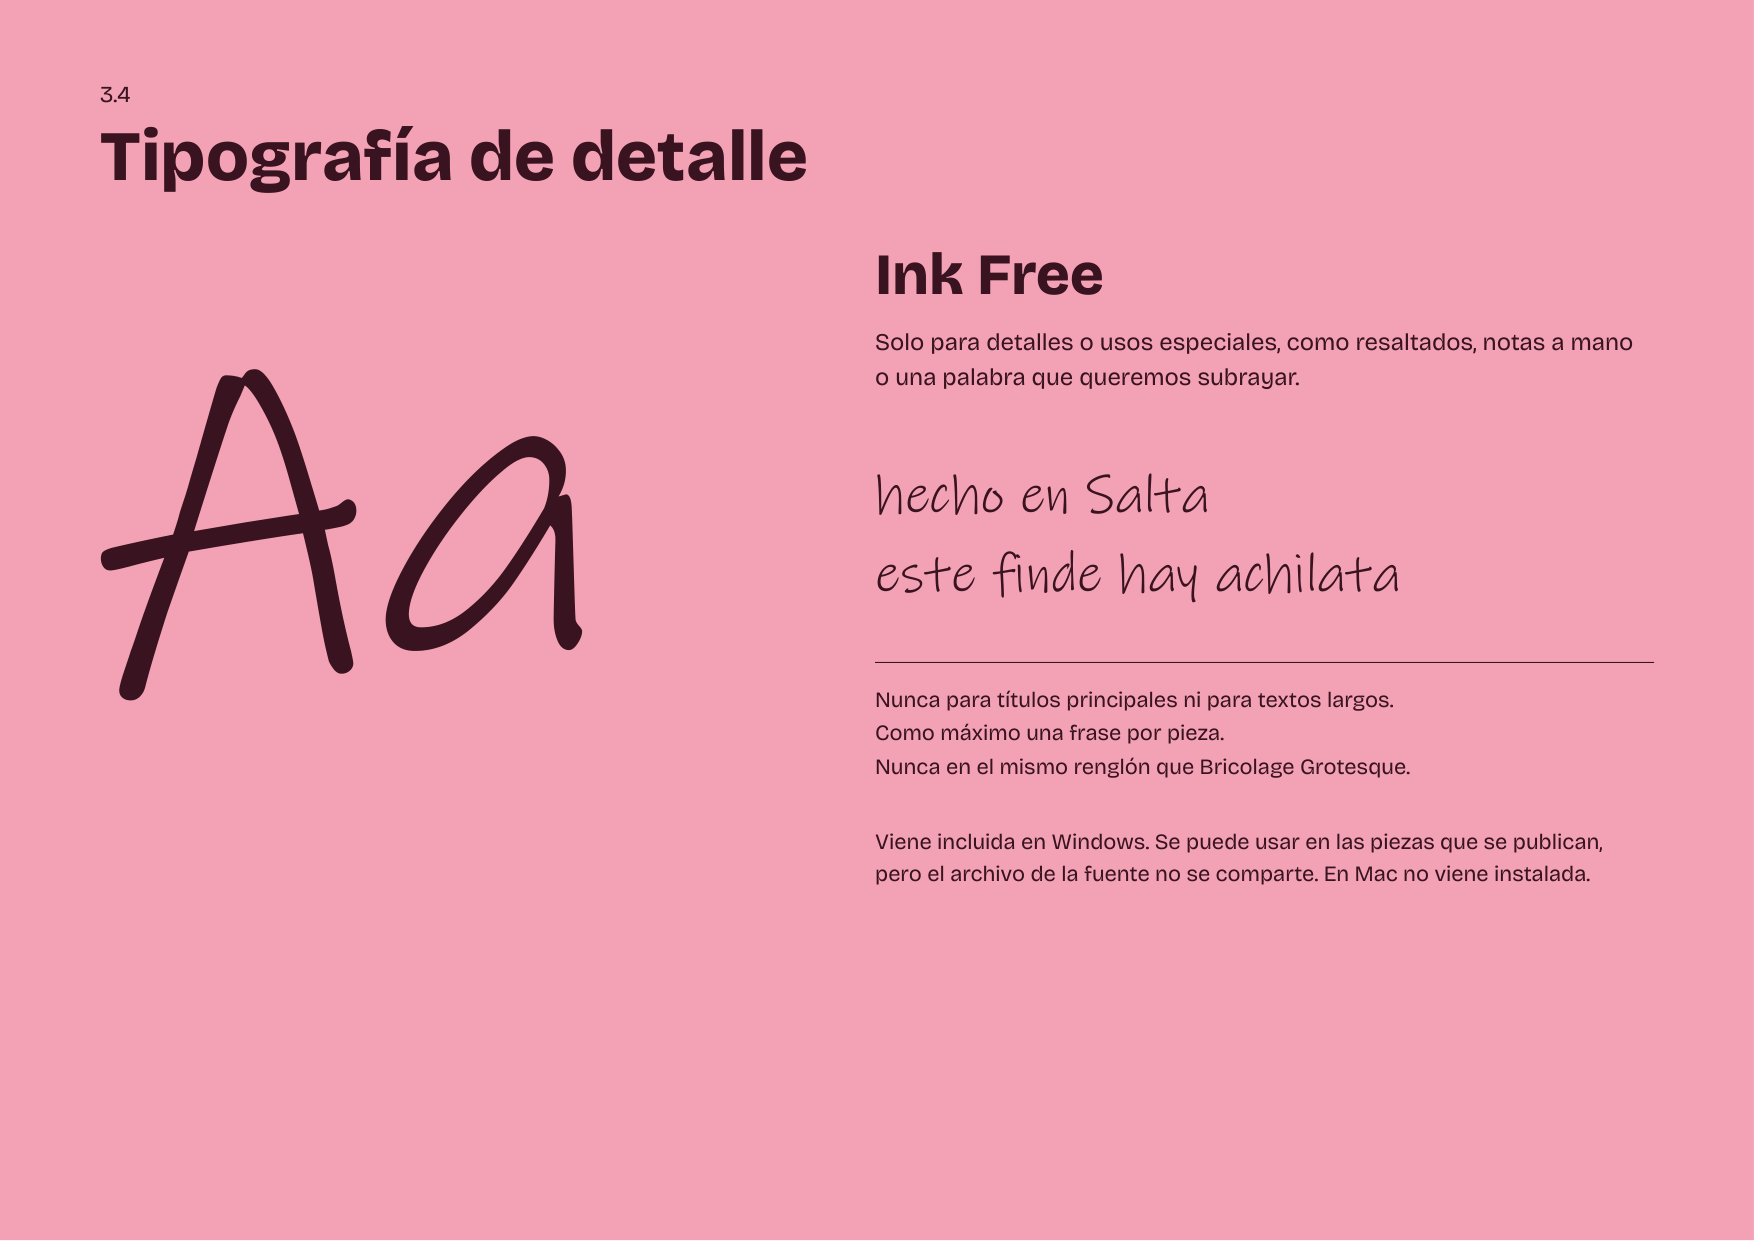 3.4
Tipografía de detalle
Aa
Ink Free
Solo para detalles o usos especiales, como resaltados, notas a mano
o una palabra que queremos subrayar.
hecho en Salta
este finde hay achilata
Nunca para títulos principales ni para textos largos.
Como máximo una frase por pieza.
Nunca en el mismo renglón que Bricolage Grotesque.
Viene incluida en Windows. Se puede usar en las piezas que se publican,
pero el archivo de la fuente no se comparte. En Mac no viene instalada.